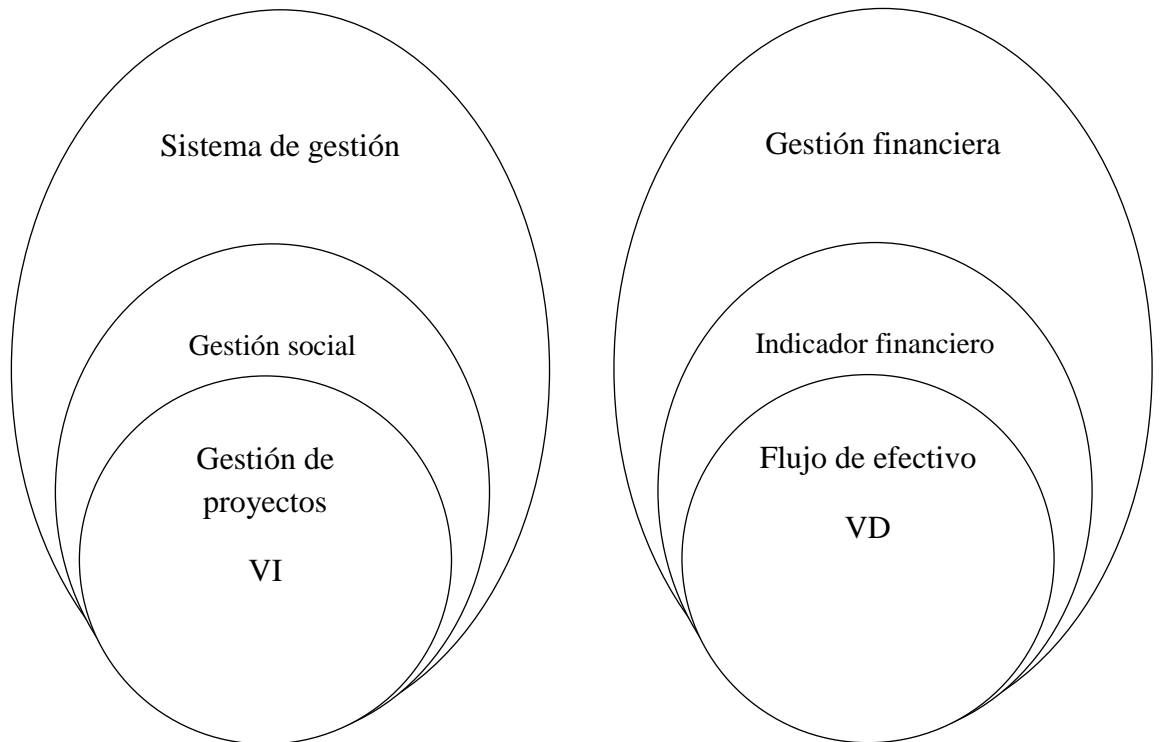 Sistema de gestión
Gestión social
Gestión de
proyectos
VI
Gestión financiera
Indicador financiero
Flujo de efectivo
VD